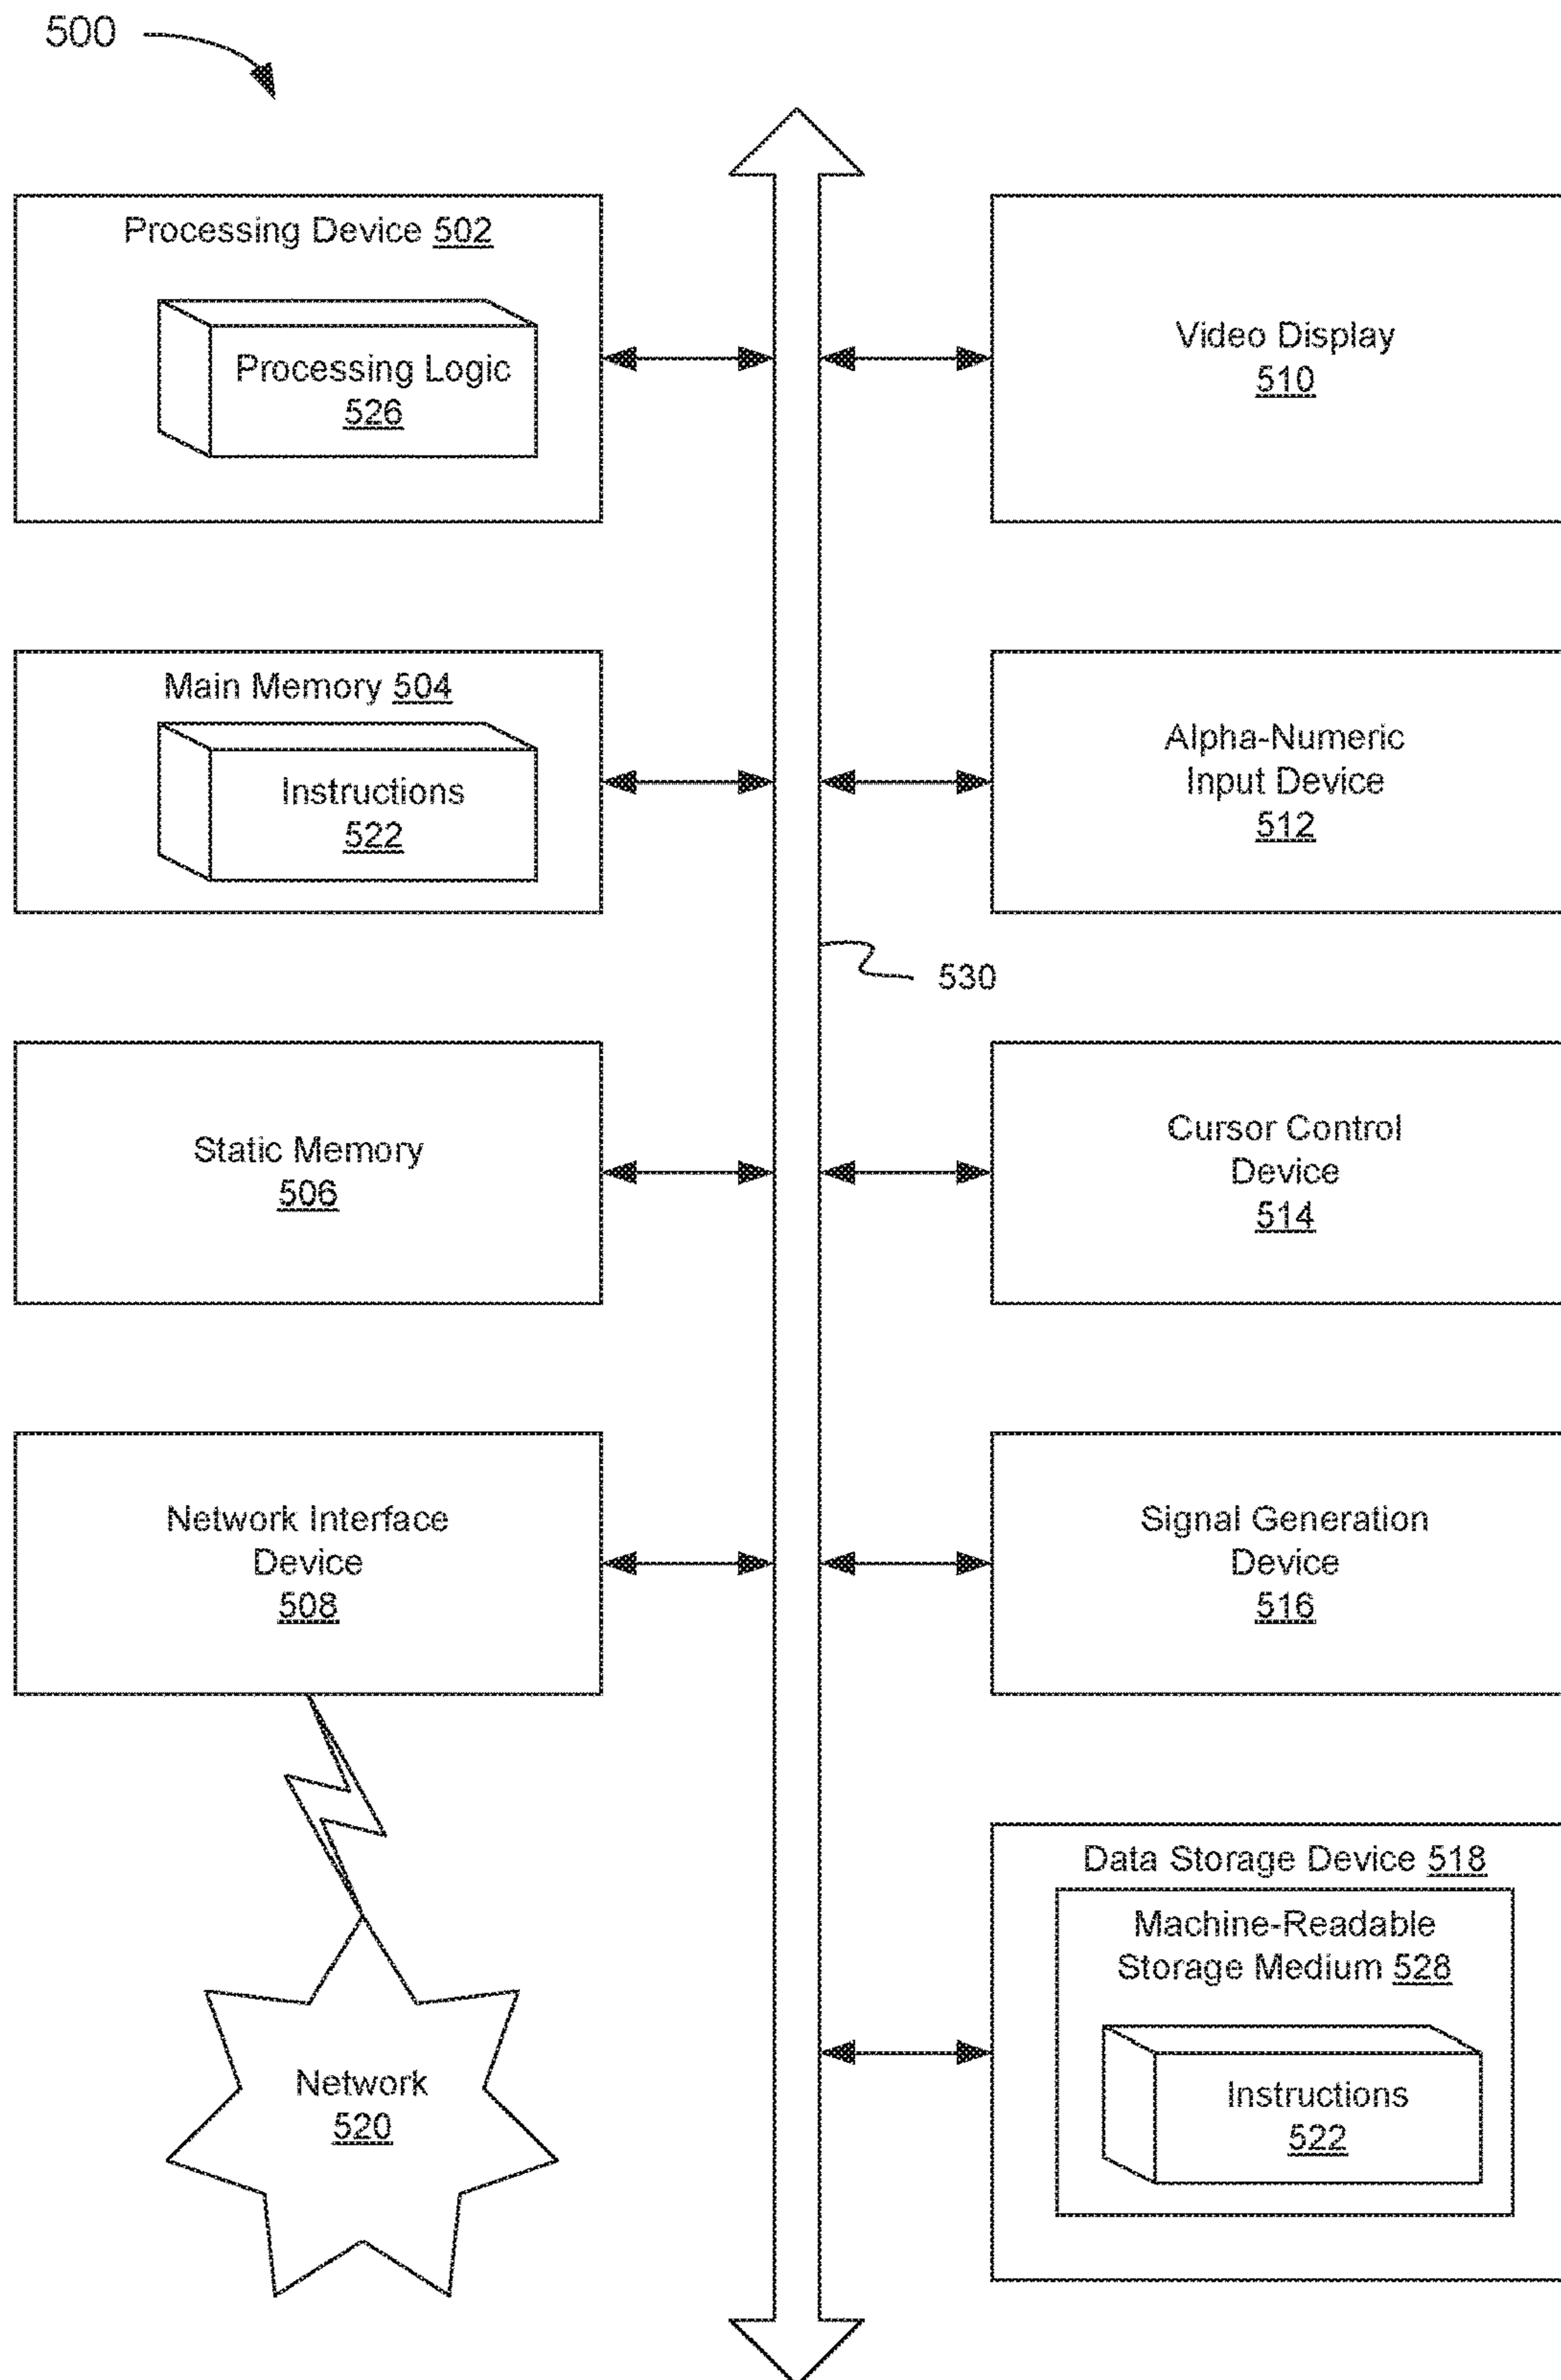 500
Processing Device 502
Processing Logic
526
Video Display
510
Main Memory 504
Instructions
522
Alpha-Numeric
Input Device
512
530
Static Memory
506
Cursor Control
Device
514
Network Interface
Device
508
Signal Generation
Device
516
Data Storage Device 518
Machine-Readable
Storage Medium 528
Instructions
522
Network
520